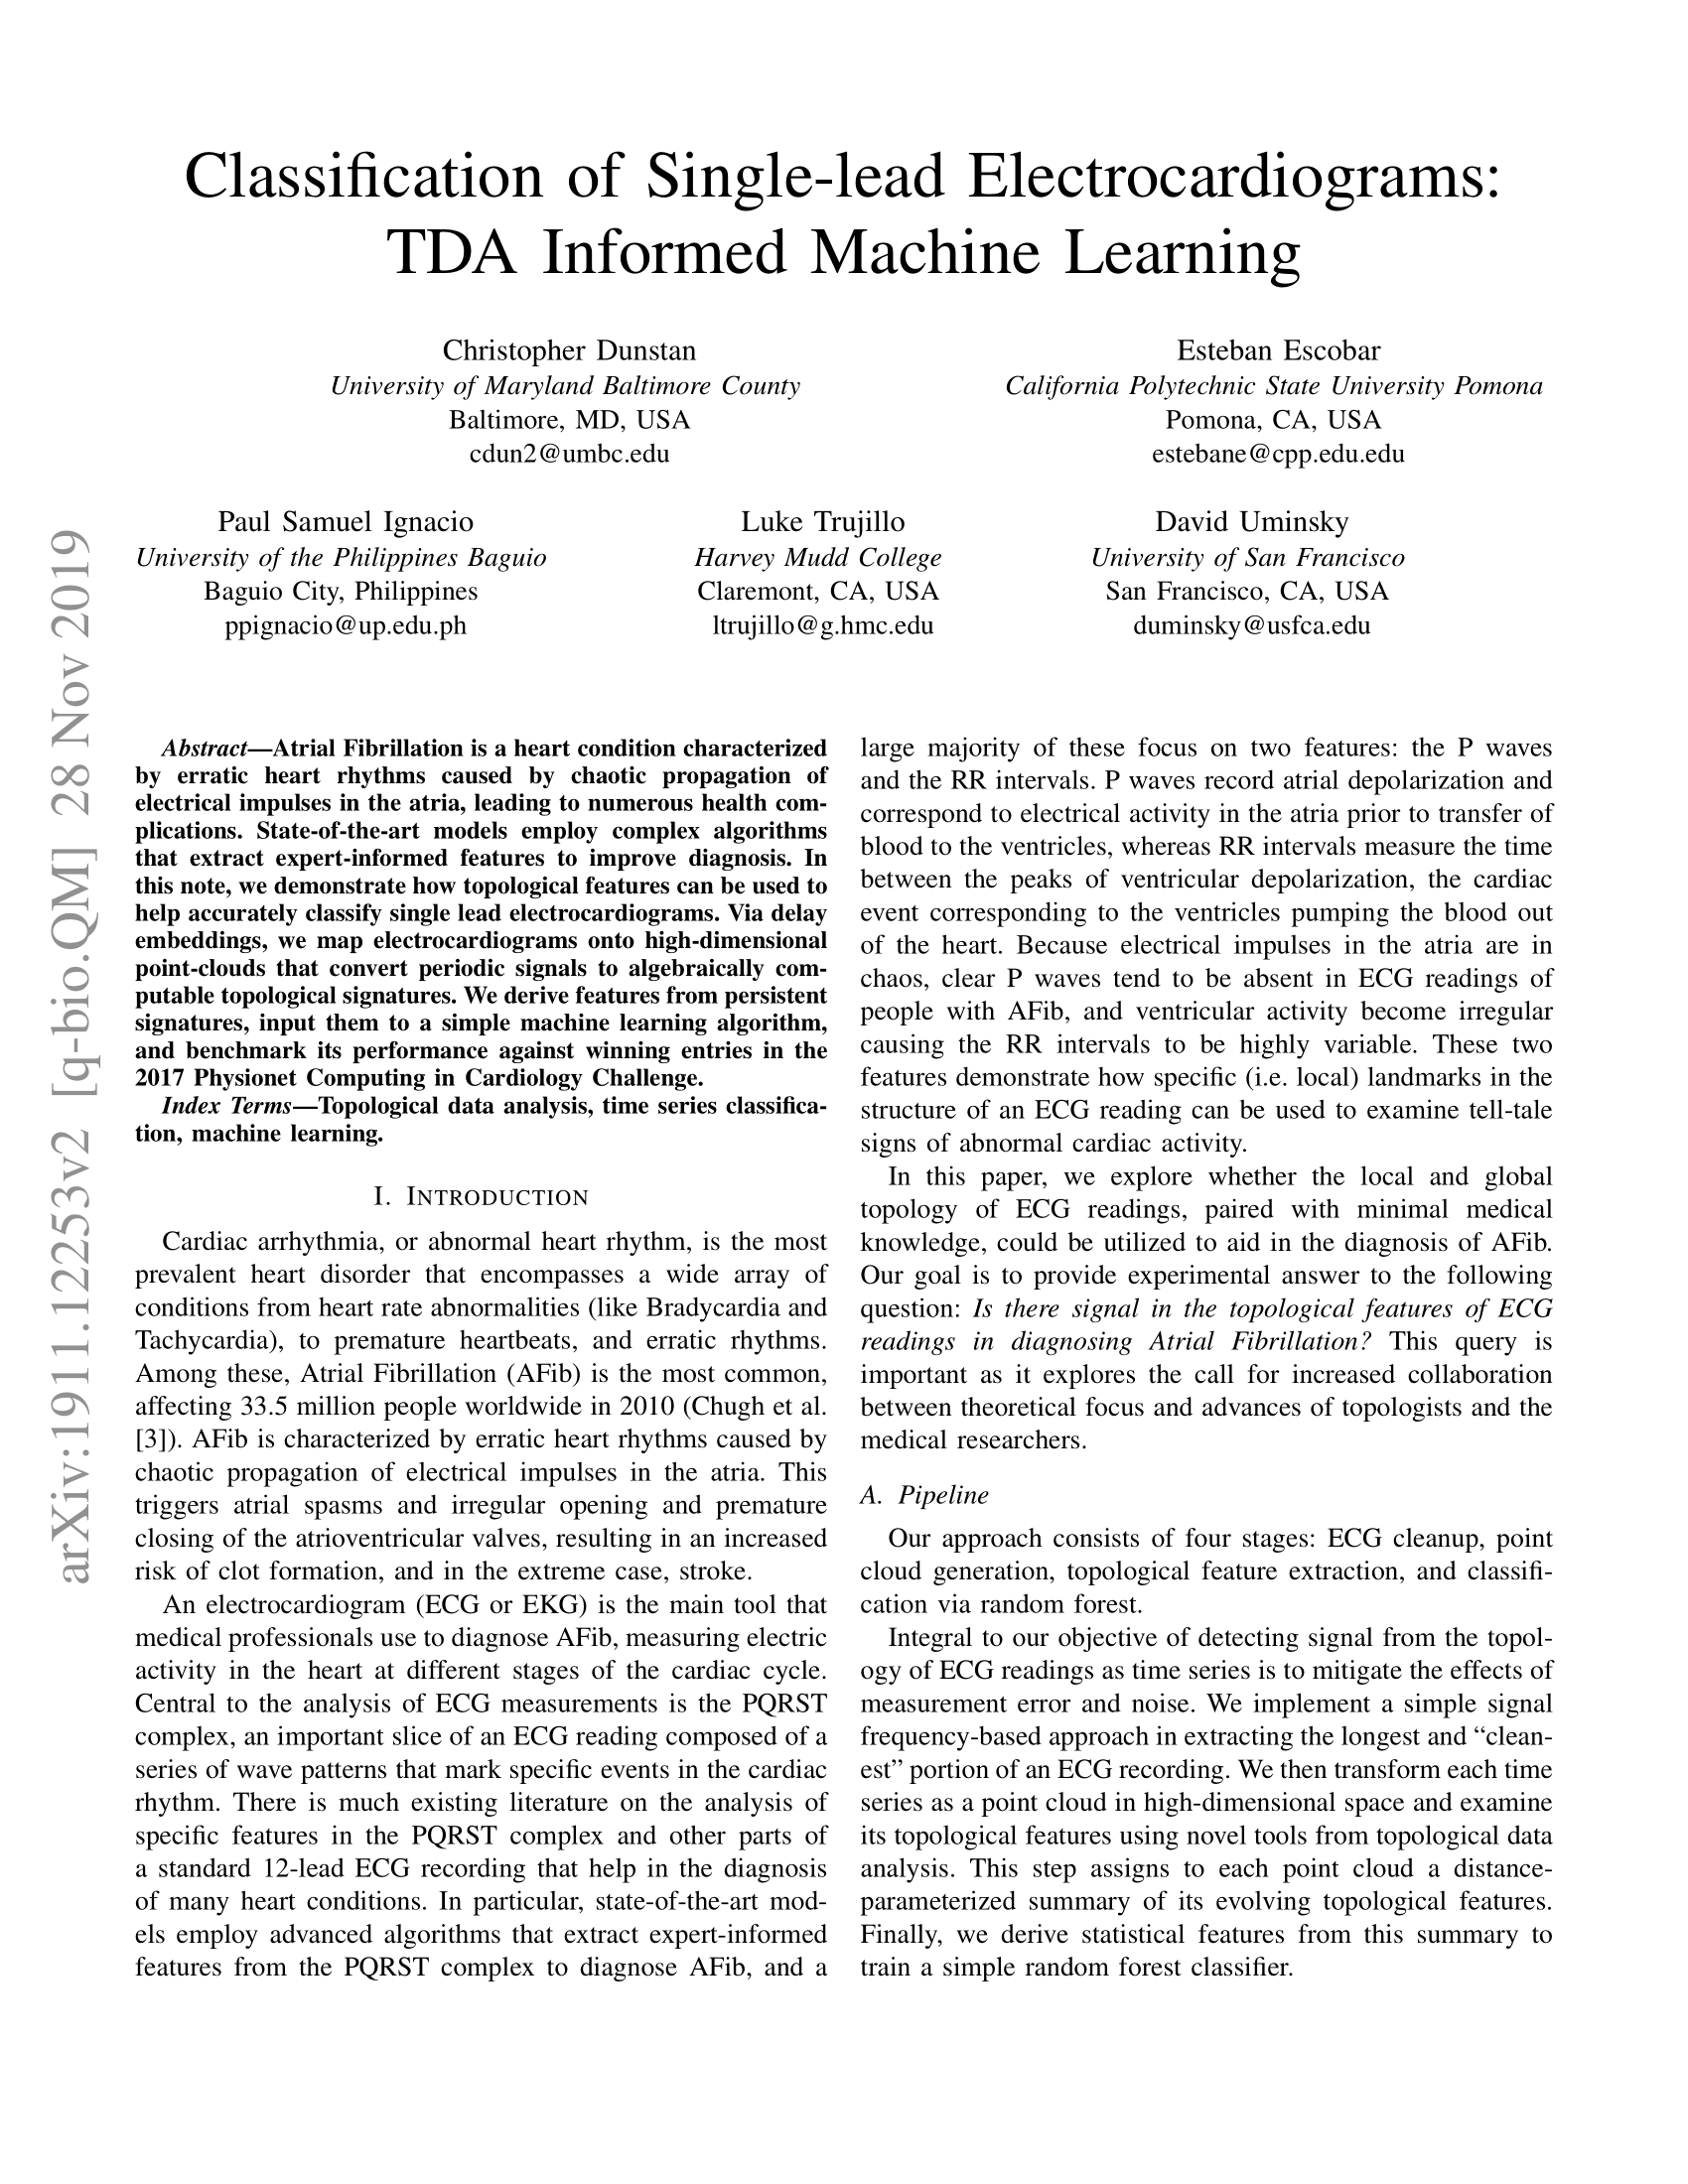 Classification of Single-lead Electrocardiograms:
TDA Informed Machine Learning
Christopher Dunstan
University of Maryland Baltimore County
Baltimore, MD, USA
cdun2@umbc.edu
Esteban Escobar
California Polytechnic State University Pomona
Pomona, CA, USA
estebane@cpp.edu.edu
Paul Samuel Ignacio
University of the Philippines Baguio
Baguio City, Philippines
ppignacio@up.edu.ph
Luke Trujillo
Harvey Mudd College
Claremont, CA, USA
ltrujillo@g.hmc.edu
David Uminsky
University of San Francisco
San Francisco, CA, USA
duminsky@usfca.edu
arXiv:1911.12253v2 [q-bio.QM] 28 Nov 2019
Abstract—Atrial Fibrillation is a heart condition characterized
by erratic heart rhythms caused by chaotic propagation of
electrical impulses in the atria, leading to numerous health com-
plications. State-of-the-art models employ complex algorithms
that extract expert-informed features to improve diagnosis. In
this note, we demonstrate how topological features can be used to
help accurately classify single lead electrocardiograms. Via delay
embeddings, we map electrocardiograms onto high-dimensional
point-clouds that convert periodic signals to algebraically com-
putable topological signatures. We derive features from persistent
signatures, input them to a simple machine learning algorithm,
and benchmark its performance against winning entries in the
2017 Physionet Computing in Cardiology Challenge.
Index Terms—Topological data analysis, time series classifica-
tion, machine learning.
I. INTRODUCTION
Cardiac arrhythmia, or abnormal heart rhythm, is the most
prevalent heart disorder that encompasses a wide array of
conditions from heart rate abnormalities (like Bradycardia and
Tachycardia), to premature heartbeats, and erratic rhythms.
Among these, Atrial Fibrillation (AFib) is the most common,
affecting 33.5 million people worldwide in 2010 (Chugh et al.
[3]). AFib is characterized by erratic heart rhythms caused by
chaotic propagation of electrical impulses in the atria. This
triggers atrial spasms and irregular opening and premature
closing of the atrioventricular valves, resulting in an increased
risk of clot formation, and in the extreme case, stroke.
An electrocardiogram (ECG or EKG) is the main tool that
medical professionals use to diagnose AFib, measuring electric
activity in the heart at different stages of the cardiac cycle.
Central to the analysis of ECG measurements is the PQRST
complex, an important slice of an ECG reading composed of a
series of wave patterns that mark specific events in the cardiac
rhythm. There is much existing literature on the analysis of
specific features in the PQRST complex and other parts of
a standard 12-lead ECG recording that help in the diagnosis
of many heart conditions. In particular, state-of-the-art mod-
els employ advanced algorithms that extract expert-informed
features from the PQRST complex to diagnose AFib, and a
large majority of these focus on two features: the P waves
and the RR intervals. P waves record atrial depolarization and
correspond to electrical activity in the atria prior to transfer of
blood to the ventricles, whereas RR intervals measure the time
between the peaks of ventricular depolarization, the cardiac
event corresponding to the ventricles pumping the blood out
of the heart. Because electrical impulses in the atria are in
chaos, clear P waves tend to be absent in ECG readings of
people with AFib, and ventricular activity become irregular
causing the RR intervals to be highly variable. These two
features demonstrate how specific (i.e. local) landmarks in the
structure of an ECG reading can be used to examine tell-tale
signs of abnormal cardiac activity.
In this paper, we explore whether the local and global
topology of ECG readings, paired with minimal medical
knowledge, could be utilized to aid in the diagnosis of AFib.
Our goal is to provide experimental answer to the following
question: Is there signal in the topological features of ECG
readings in diagnosing Atrial Fibrillation? This query is
important as it explores the call for increased collaboration
between theoretical focus and advances of topologists and the
medical researchers.
A. Pipeline
Our approach consists of four stages: ECG cleanup, point
cloud generation, topological feature extraction, and classifi-
cation via random forest.
Integral to our objective of detecting signal from the topol-
ogy of ECG readings as time series is to mitigate the effects of
measurement error and noise. We implement a simple signal
frequency-based approach in extracting the longest and “clean-
est” portion of an ECG recording. We then transform each time
series as a point cloud in high-dimensional space and examine
its topological features using novel tools from topological data
analysis. This step assigns to each point cloud a distance-
parameterized summary of its evolving topological features.
Finally, we derive statistical features from this summary to
train a simple random forest classifier.